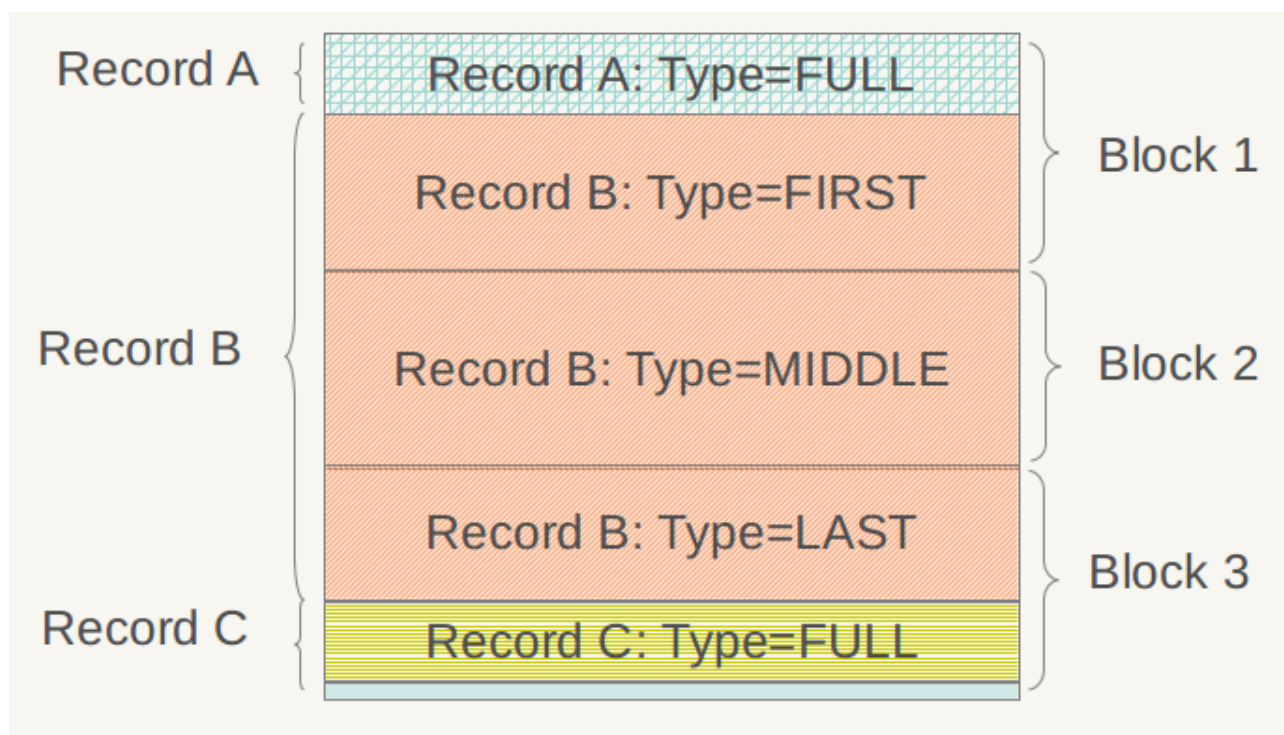 Record A
Record A: Type=FULL
Block 1
Record B: Type=FIRST
Record B
Record B: Type=MIDDLE
Block 2
Record B: Type=LAST
Block 3
Record C
Record C: Type=FULL